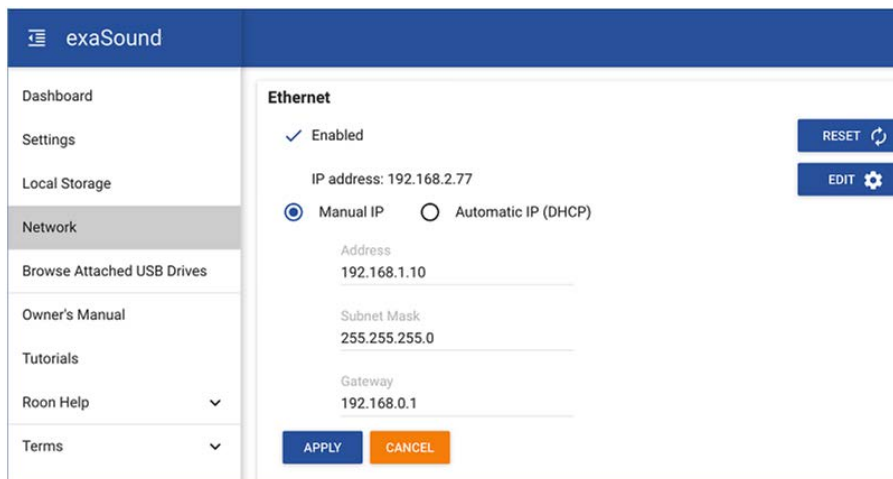 exaSound
Dashboard
Settings
Local Storage
Network
Browse Attached USB Drives
Owner's Manual
Tutorials
Roon Help
Terms
Ethernet
Enabled
RESET
IP address: 192.168.2.77
EDIT
Manual IP Automatic IP (DHCP)
Address
192.168.1.10
Subnet Mask
255.255.255.0
Gateway
192.168.0.1
APPLY CANCEL